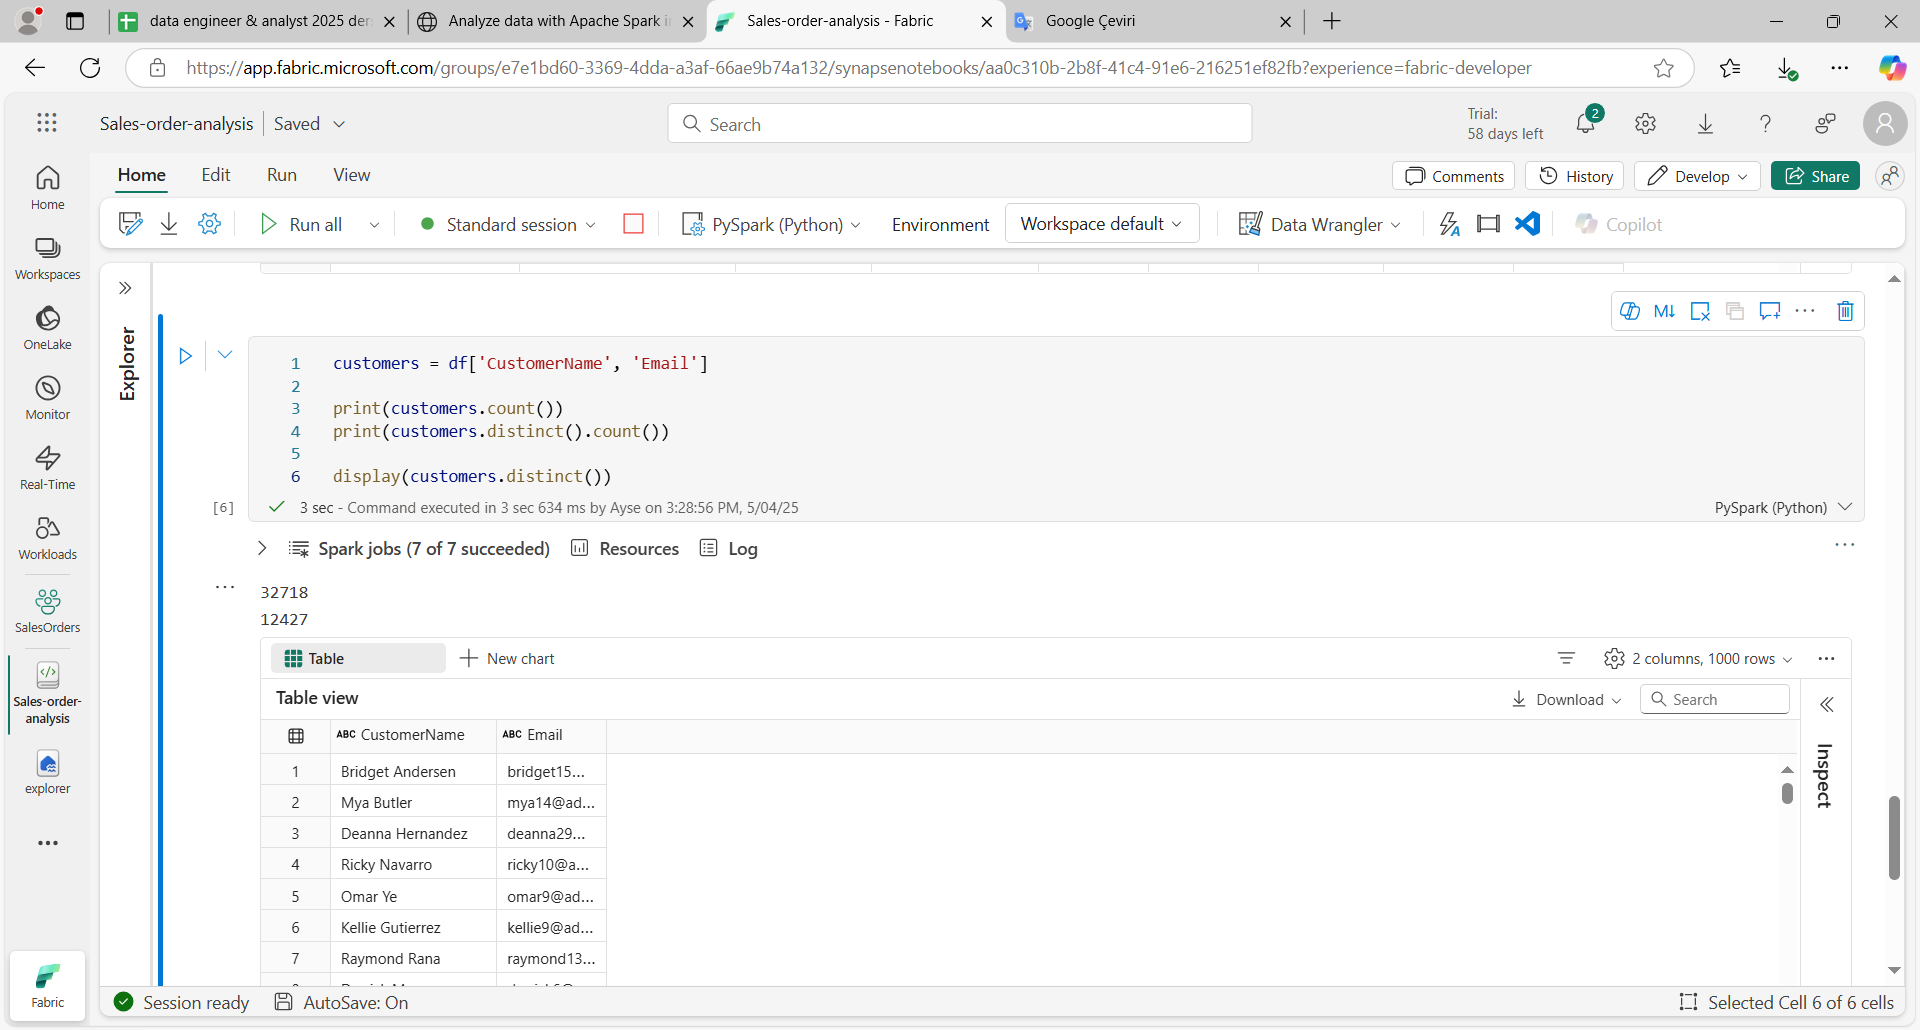 data engineer & analyst 2025 der
Analyze data with Apache Spark i
Sales-order-analysis - Fabric
Google Çeviri
https://app.fabric.microsoft.com/groups/e7e1bd60-3369-4dda-a3af-66ae9b74a132/synapsenotebooks/aa0c310b-2b8f-41c4-91e6-216251ef82fb?experience=fabric-developer
Sales-order-analysis
Saved
Search
Trial:
58 days left
2
Home Edit Run View
Comments History Develop Share
Run all Standard session PySpark (Python) Environment Workspace default Data Wrangler Copilot
Home
Workspaces
OneLake
Monitor
Real-Time
Workloads
SalesOrders
Sales-order-
analysis
explorer
Fabric
Explorer
M↓
1 customers = df['CustomerName', 'Email']
2
3 print(customers.count())
4 print(customers.distinct().count())
5
6 display(customers.distinct())
[6] 3 sec - Command executed in 3 sec 634 ms by Ayse on 3:28:56 PM, 5/04/25 PySpark (Python)
Spark jobs (7 of 7 succeeded) Resources Log
32718
12427
Table New chart 2 columns, 1000 rows
Table view Download Search
ABC CustomerName ABC Email
1 Bridget Andersen bridget15...
2 Mya Butler mya14@ad...
3 Deanna Hernandez deanna29...
4 Ricky Navarro ricky10@a...
5 Omar Ye omar9@ad...
6 Kellie Gutierrez kellie9@ad...
7 Raymond Rana raymond13...
Inspect
Session ready AutoSave: On Selected Cell 6 of 6 cells